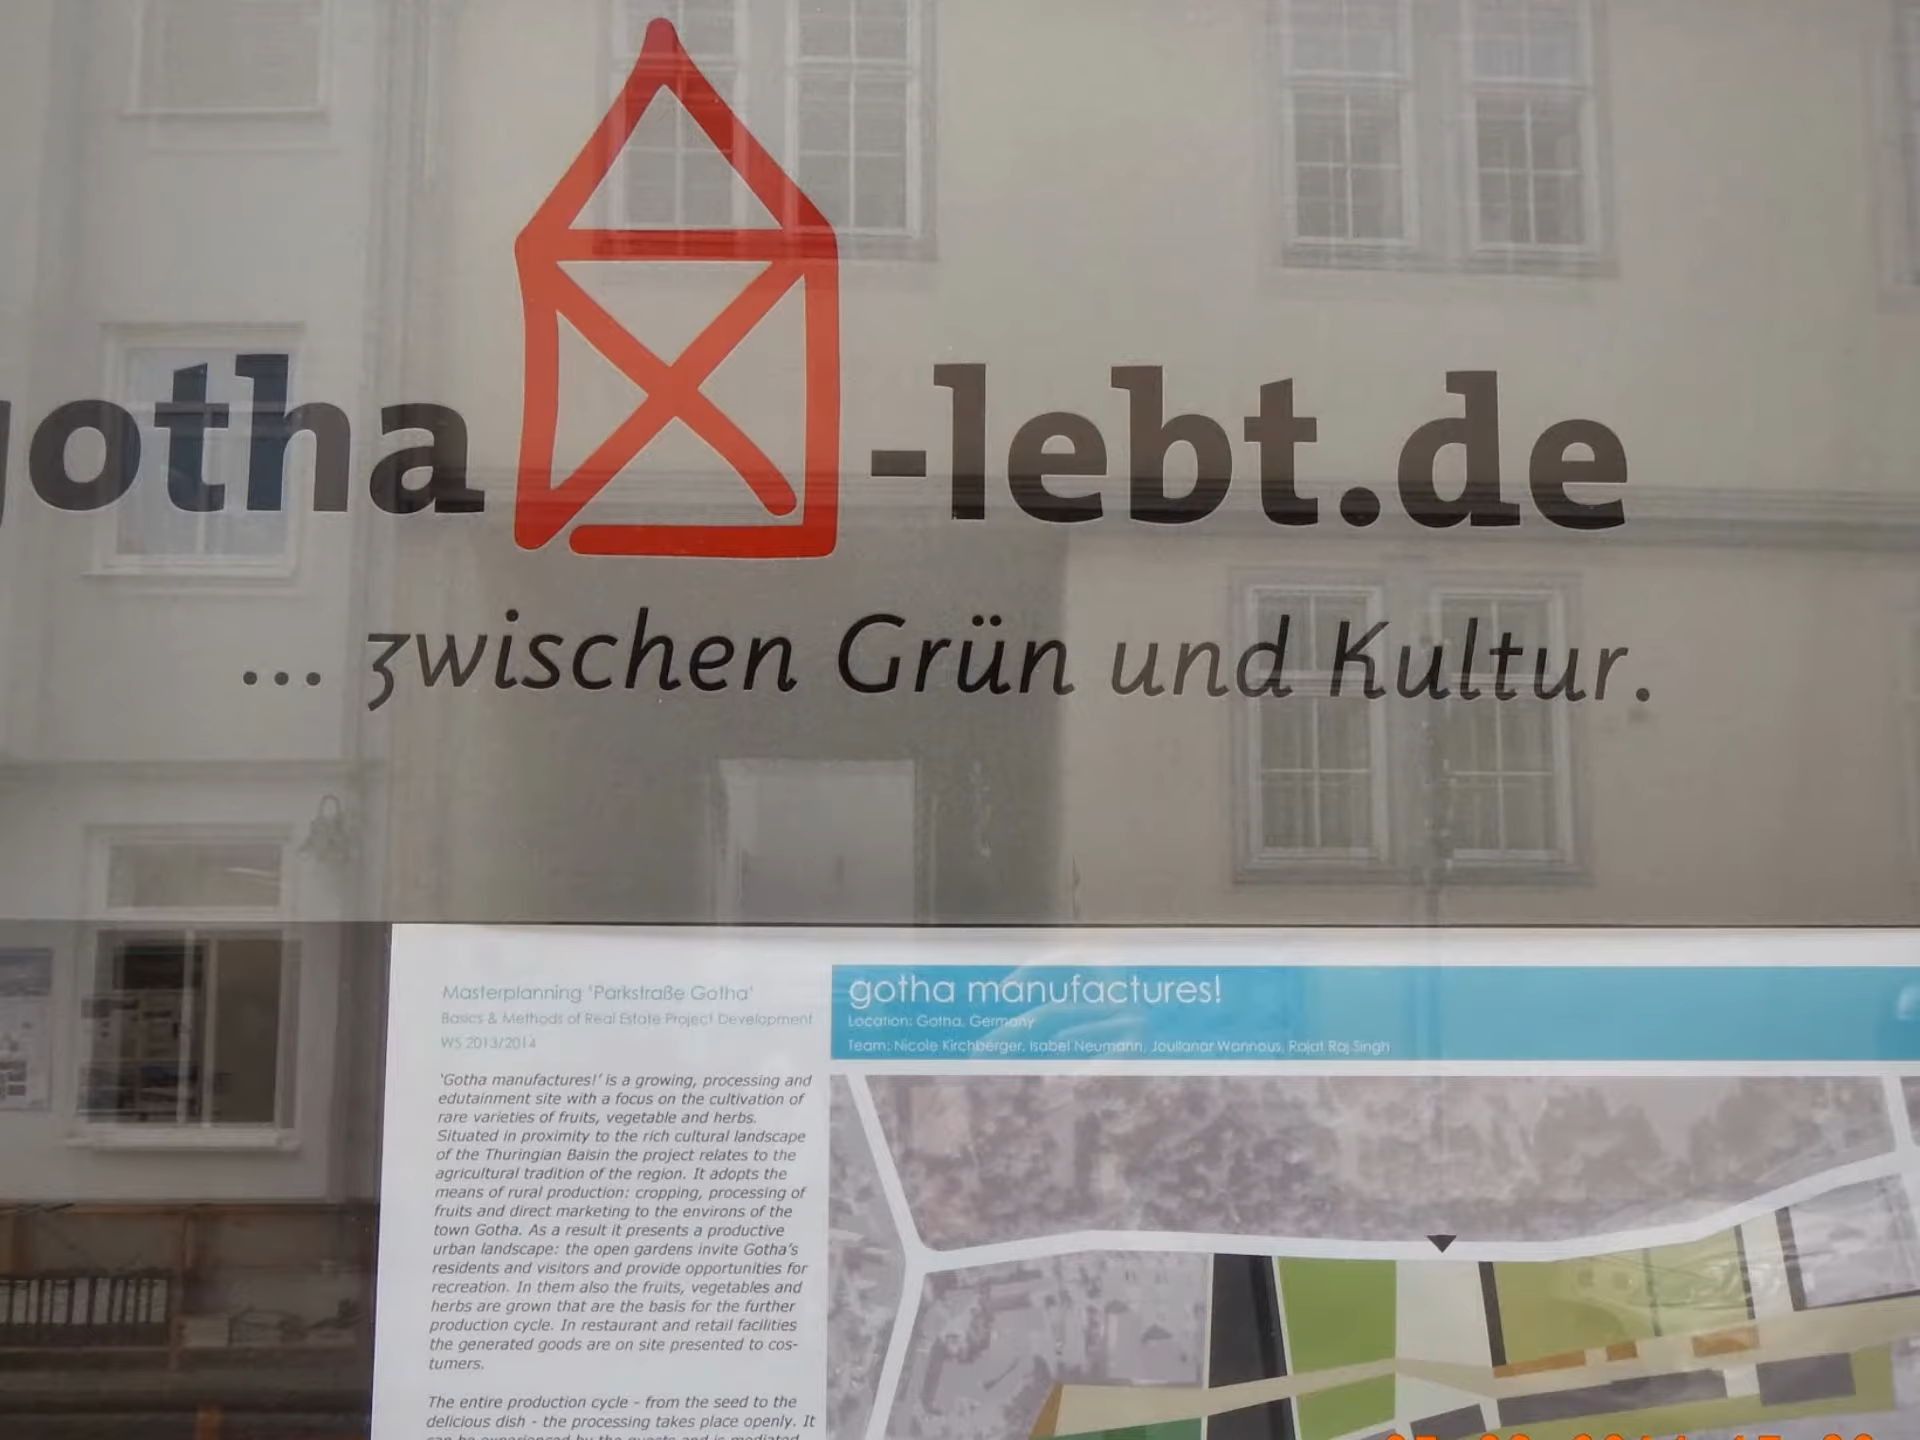 gotha -lebt.de
... zwischen Grün und Kultur.
Masterplanning 'Parkstraße Gotha'
Basics & Methods of Real Estate Project Development
WS 2013/2014
'Gotha manufactures!' is a growing, processing and
edutainment site with a focus on the cultivation of
rare varieties of fruits, vegetable and herbs.
Situated in proximity to the rich cultural landscape
of the Thuringian Baisin the project relates to the
agricultural tradition of the region. It adopts the
means of rural production: cropping, processing of
fruits and direct marketing to the environs of the
town Gotha. As a result it presents a productive
urban landscape: the open gardens invite Gotha's
residents and visitors and provide opportunities for
recreation. In them also the fruits, vegetables and
herbs are grown that are the basis for the further
production cycle. In restaurant and retail facilities
the generated goods are on site presented to cos-
tumers.
The entire production cycle - from the seed to the
delicious dish - the processing takes place openly. It
gotha manufactures!
Location: Gotha, Germany
Team: Nicole Kirchberger, Isabel Neumann, Joullanar Wannous, Rajat Raj Singh